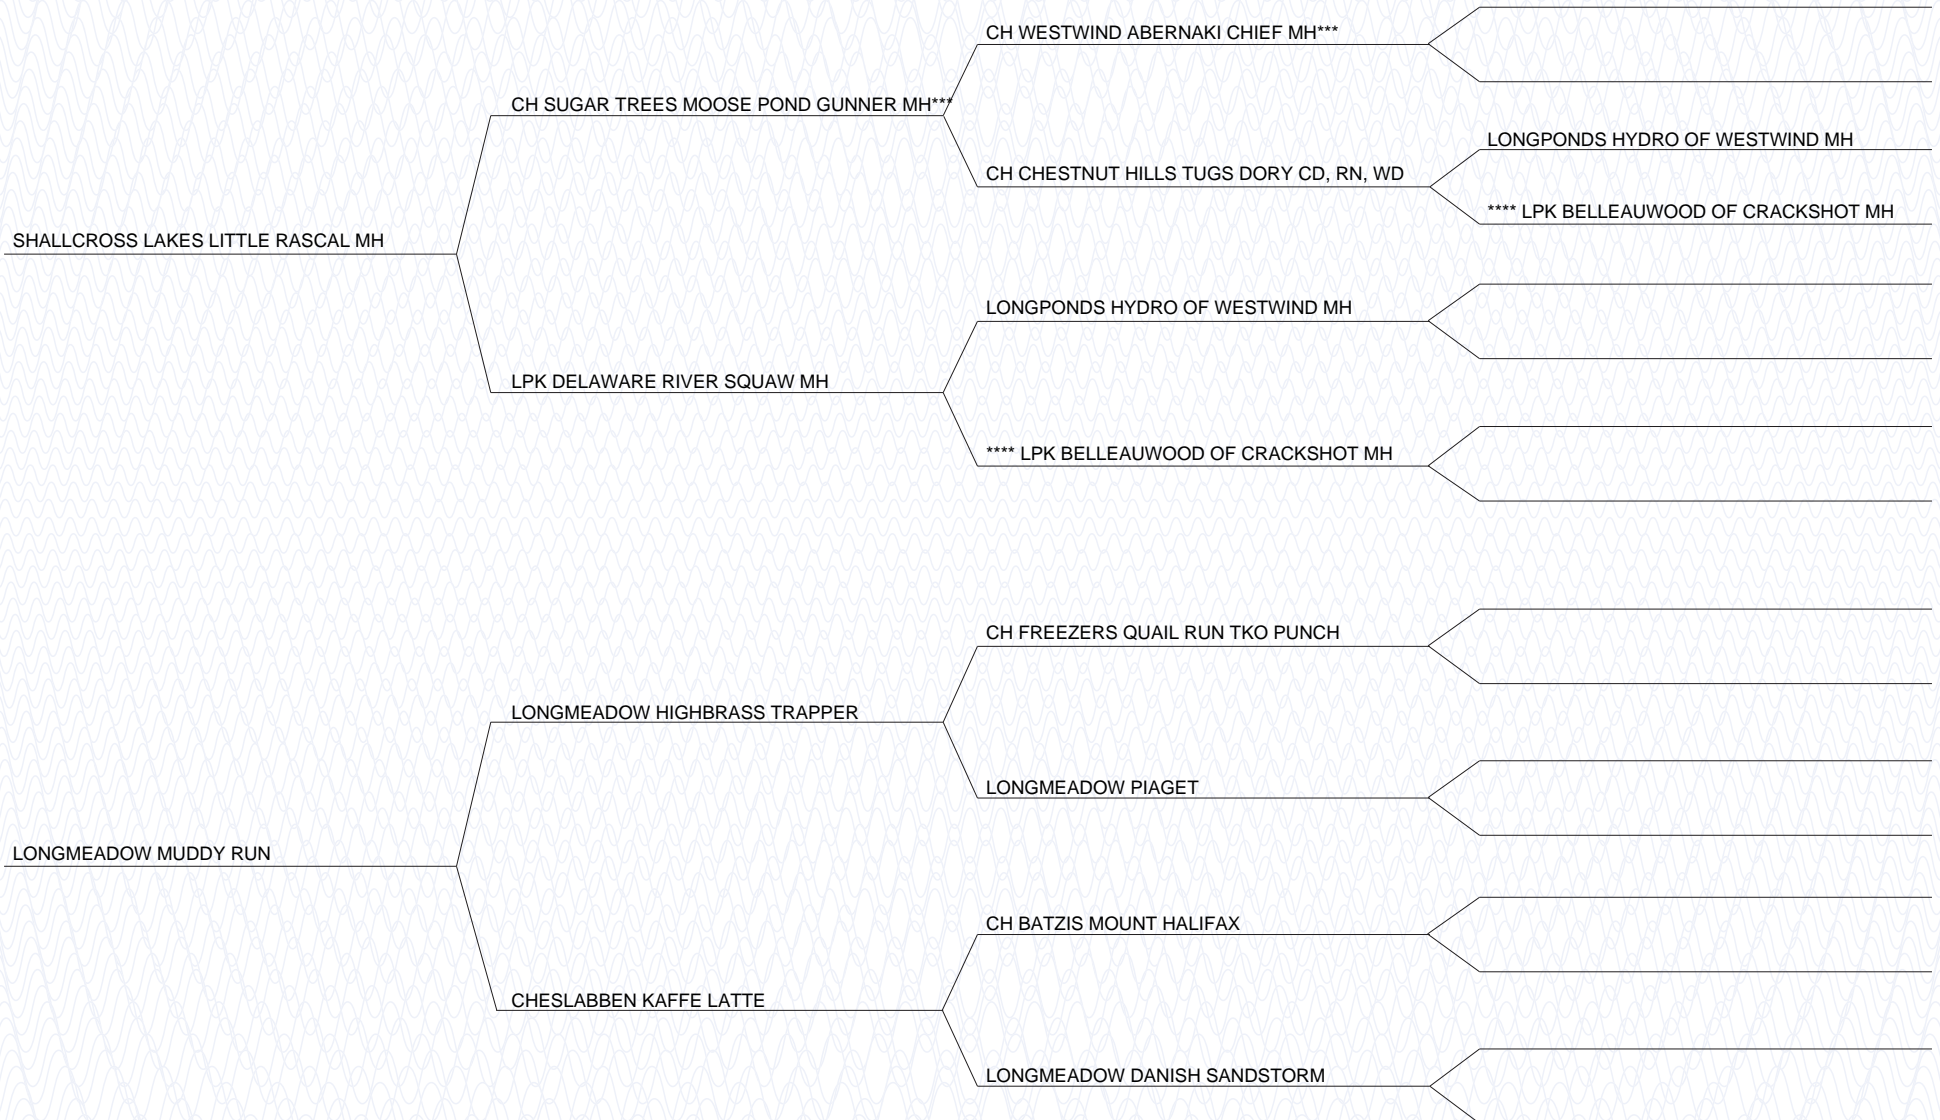 CH WESTWIND ABERNAKI CHIEF MH***
CH SUGAR TREES MOOSE POND GUNNER MH***
LONGPONDS HYDRO OF WESTWIND MH
CH CHESTNUT HILLS TUGS DORY CD, RN, WD
**** LPK BELLEAUWOOD OF CRACKSHOT MH
SHALLCROSS LAKES LITTLE RASCAL MH
LONGPONDS HYDRO OF WESTWIND MH
LPK DELAWARE RIVER SQUAW MH
**** LPK BELLEAUWOOD OF CRACKSHOT MH
CH FREEZERS QUAIL RUN TKO PUNCH
LONGMEADOW HIGHBRASS TRAPPER
LONGMEADOW PIAGET
LONGMEADOW MUDDY RUN
CH BATZIS MOUNT HALIFAX
CHESLABBEN KAFFE LATTE
LONGMEADOW DANISH SANDSTORM